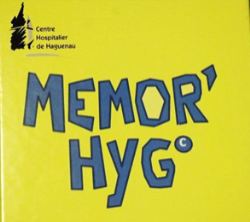 Centre
Hospitalier
de Haguenau
MEMOR'
HYG©